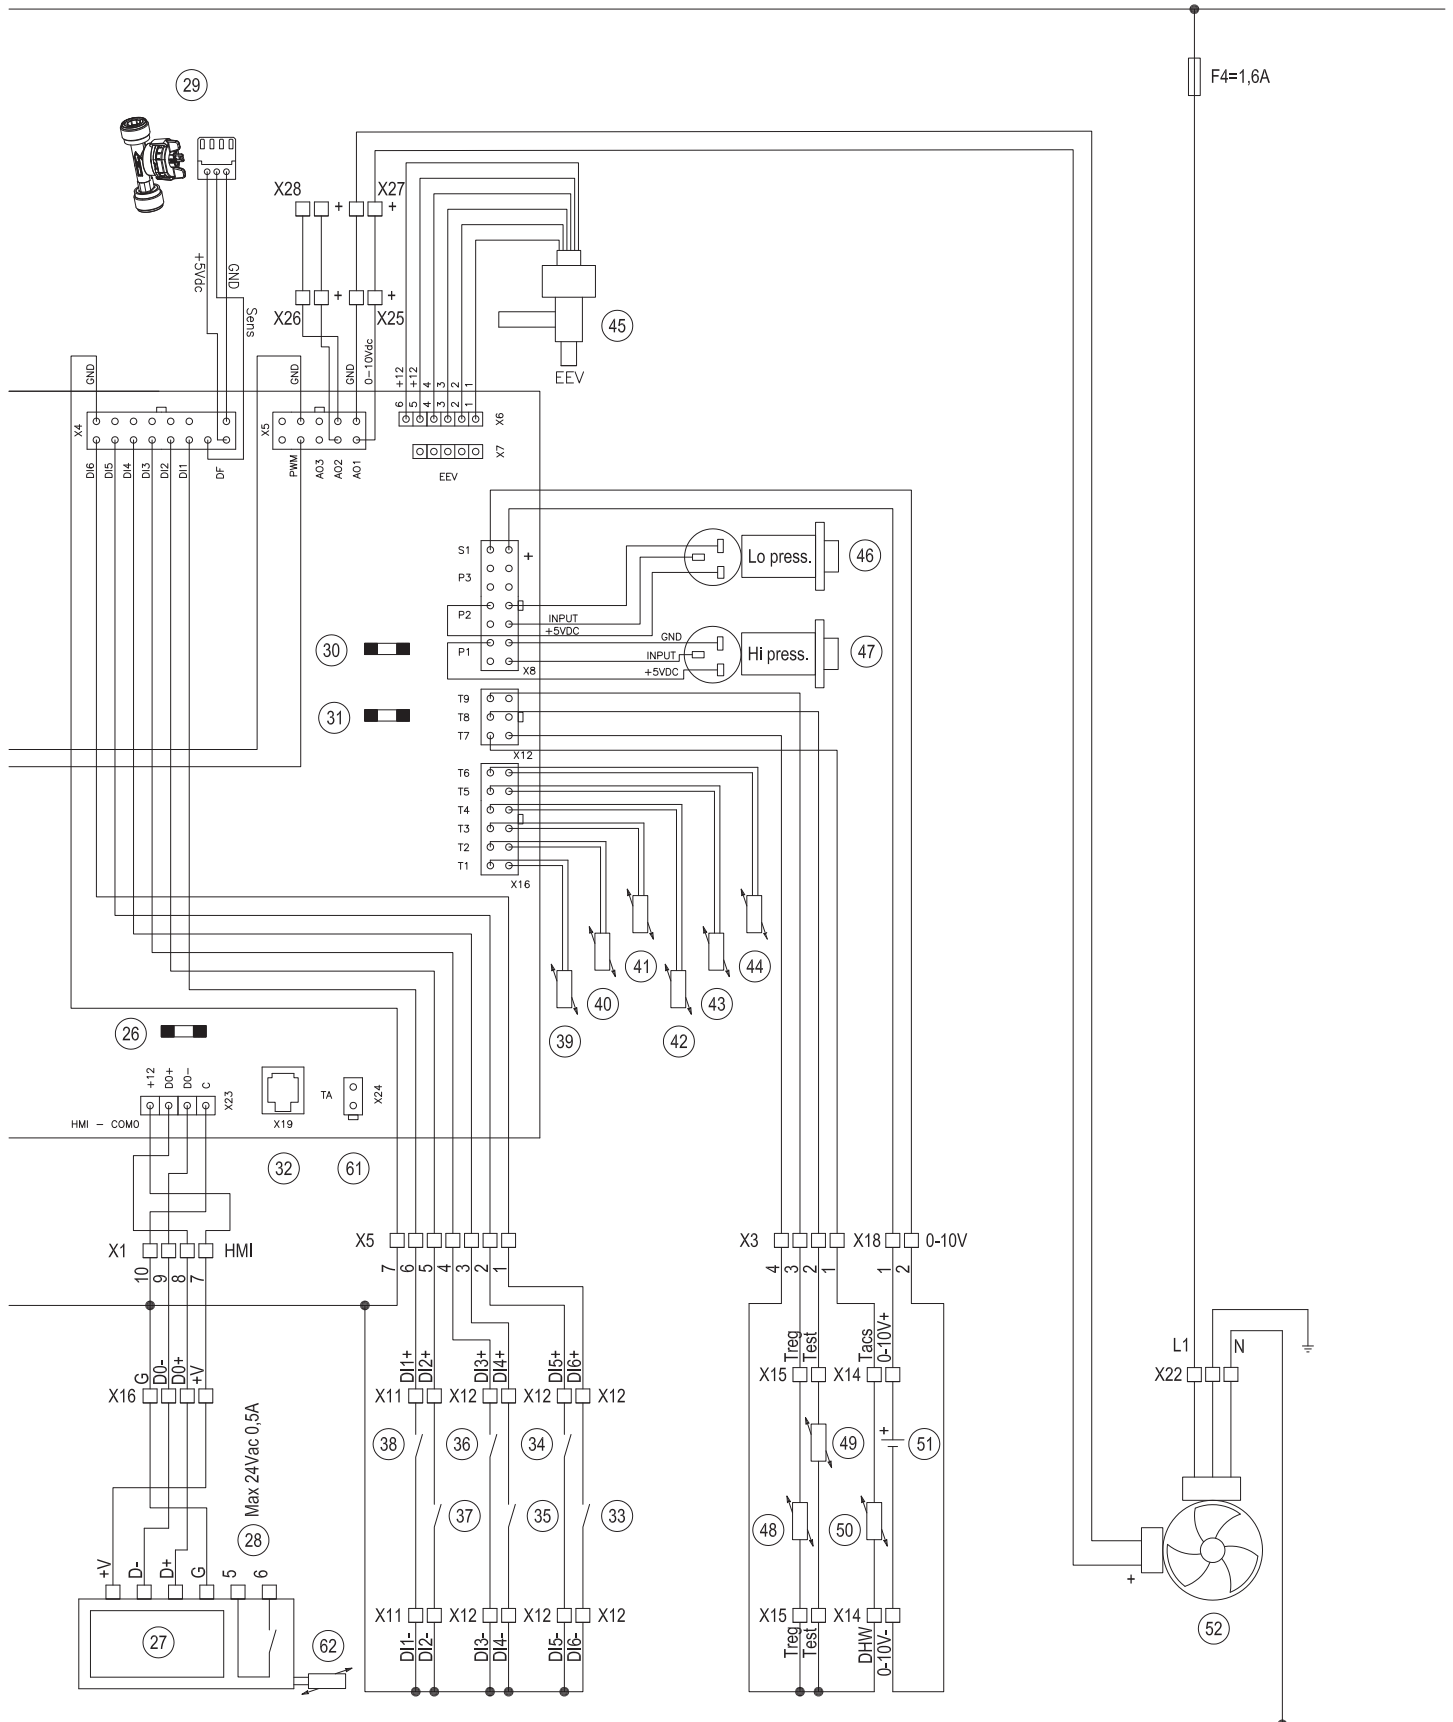 F4=1,6A
29
X28
+
X27
+
+5Vdc
GND
Sens
X26
+
X25
+
45
EEV
GND
GND
GND
0-10Vdc
+12
+12
4
3
2
1
6
5
4
3
2
1
X4
X5
X6
X7
EEV
DI6
DI5
DI4
DI3
DI2
DI1
DF
PWM
AO3
AO2
AO1
S1
+
P3
P2
P1
X8
INPUT
+5VDC
GND
INPUT
+5VDC
Lo press.
46
Hi press.
47
30
31
T9
T8
T7
X12
T6
T5
T4
T3
T2
T1
X16
41
44
40
43
39
42
26
+12
DO+
DO-
C
X23
HMI - COMO
X19
TA
X24
32
61
X1
HMI
10
9
8
7
X5
7
6
5
4
3
2
1
X3
X18
0-10V
4
3
2
1
1
2
G
D0-
D0+
+V
X16
DI1+
DI2+
DI3+
DI4+
DI5+
DI6+
X11
X12
X12
X12
Treg
Test
Tacs
0-10V+
X15
X14
L1
N
X22
38
36
34
37
35
33
49
+
51
48
50
Max 24Vac 0,5A
28
+V
D-
D+
G
5
6
27
62
X11
X12
X12
X12
DI1-
DI2-
DI3-
DI4-
DI5-
DI6-
X15
X14
Treg
Test
DHW
0-10V-
+
52